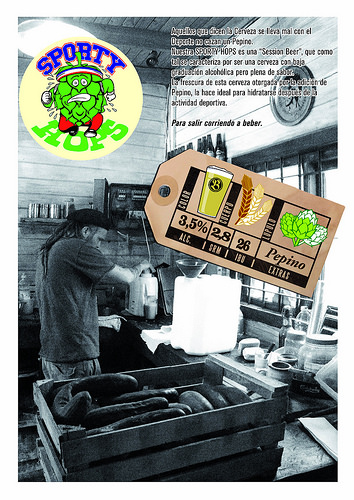 SPORTY
HOPS
Aquellos que dicen la Cerveza se lleva mal con el
Deporte no cazan un Pepino.
Nuestra SPORTY HOPS es una "Session Beer", que como
tal se caracteriza por ser una cerveza con baja
graduación alcohólica pero plena de sabor.
La frescura de esta cerveza otorgada por la adición de
Pepino, la hace ideal para hidratarse después de la
actividad deportiva.
Para salir corriendo a beber.
COLOR
B
CUERPO
LUPULO
3,5%
2.8
26
Pepino
ALC.
SRM
IBU
EXTRAS